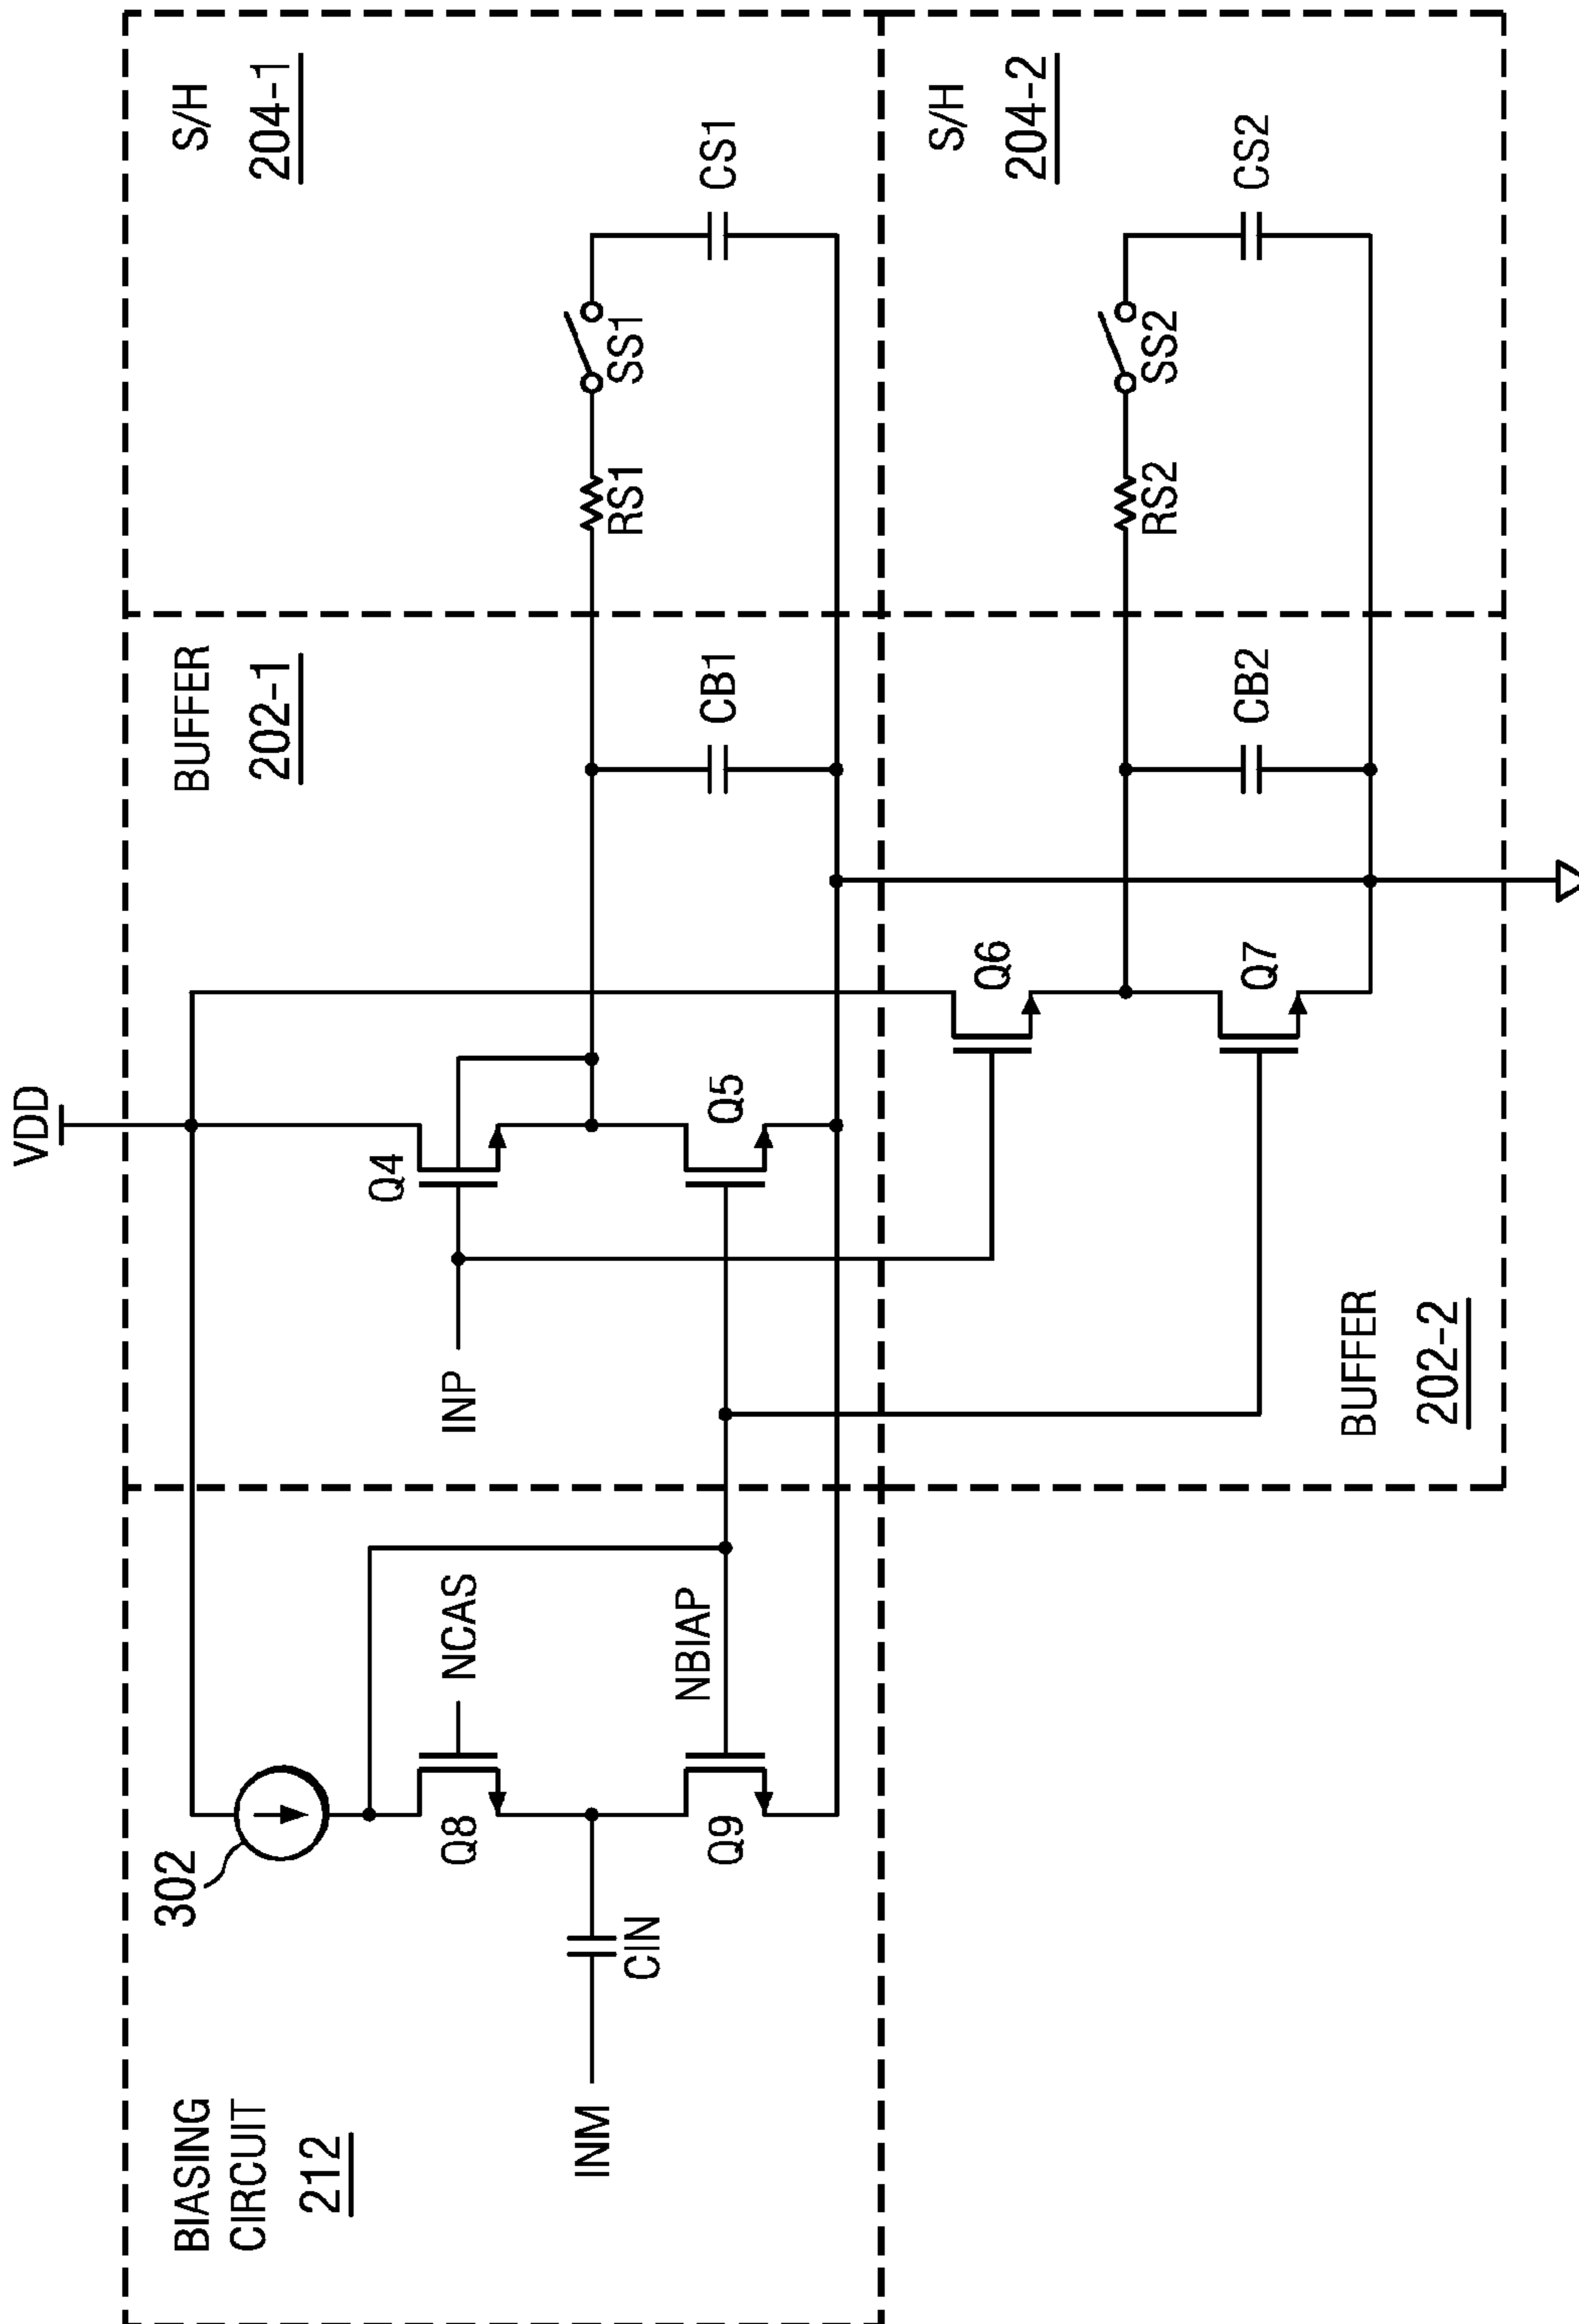 VDD
BIASING
CIRCUIT
212
302
BUFFER
202-1
S/H
204-1
Q4
INP
Q8
NCAS
INM
CIN
RS1
SS1
NBIAP
Q9
Q5
CB1
CS1
S/H
204-2
Q6
RS2
SS2
Q7
CB2
CS2
BUFFER
202-2